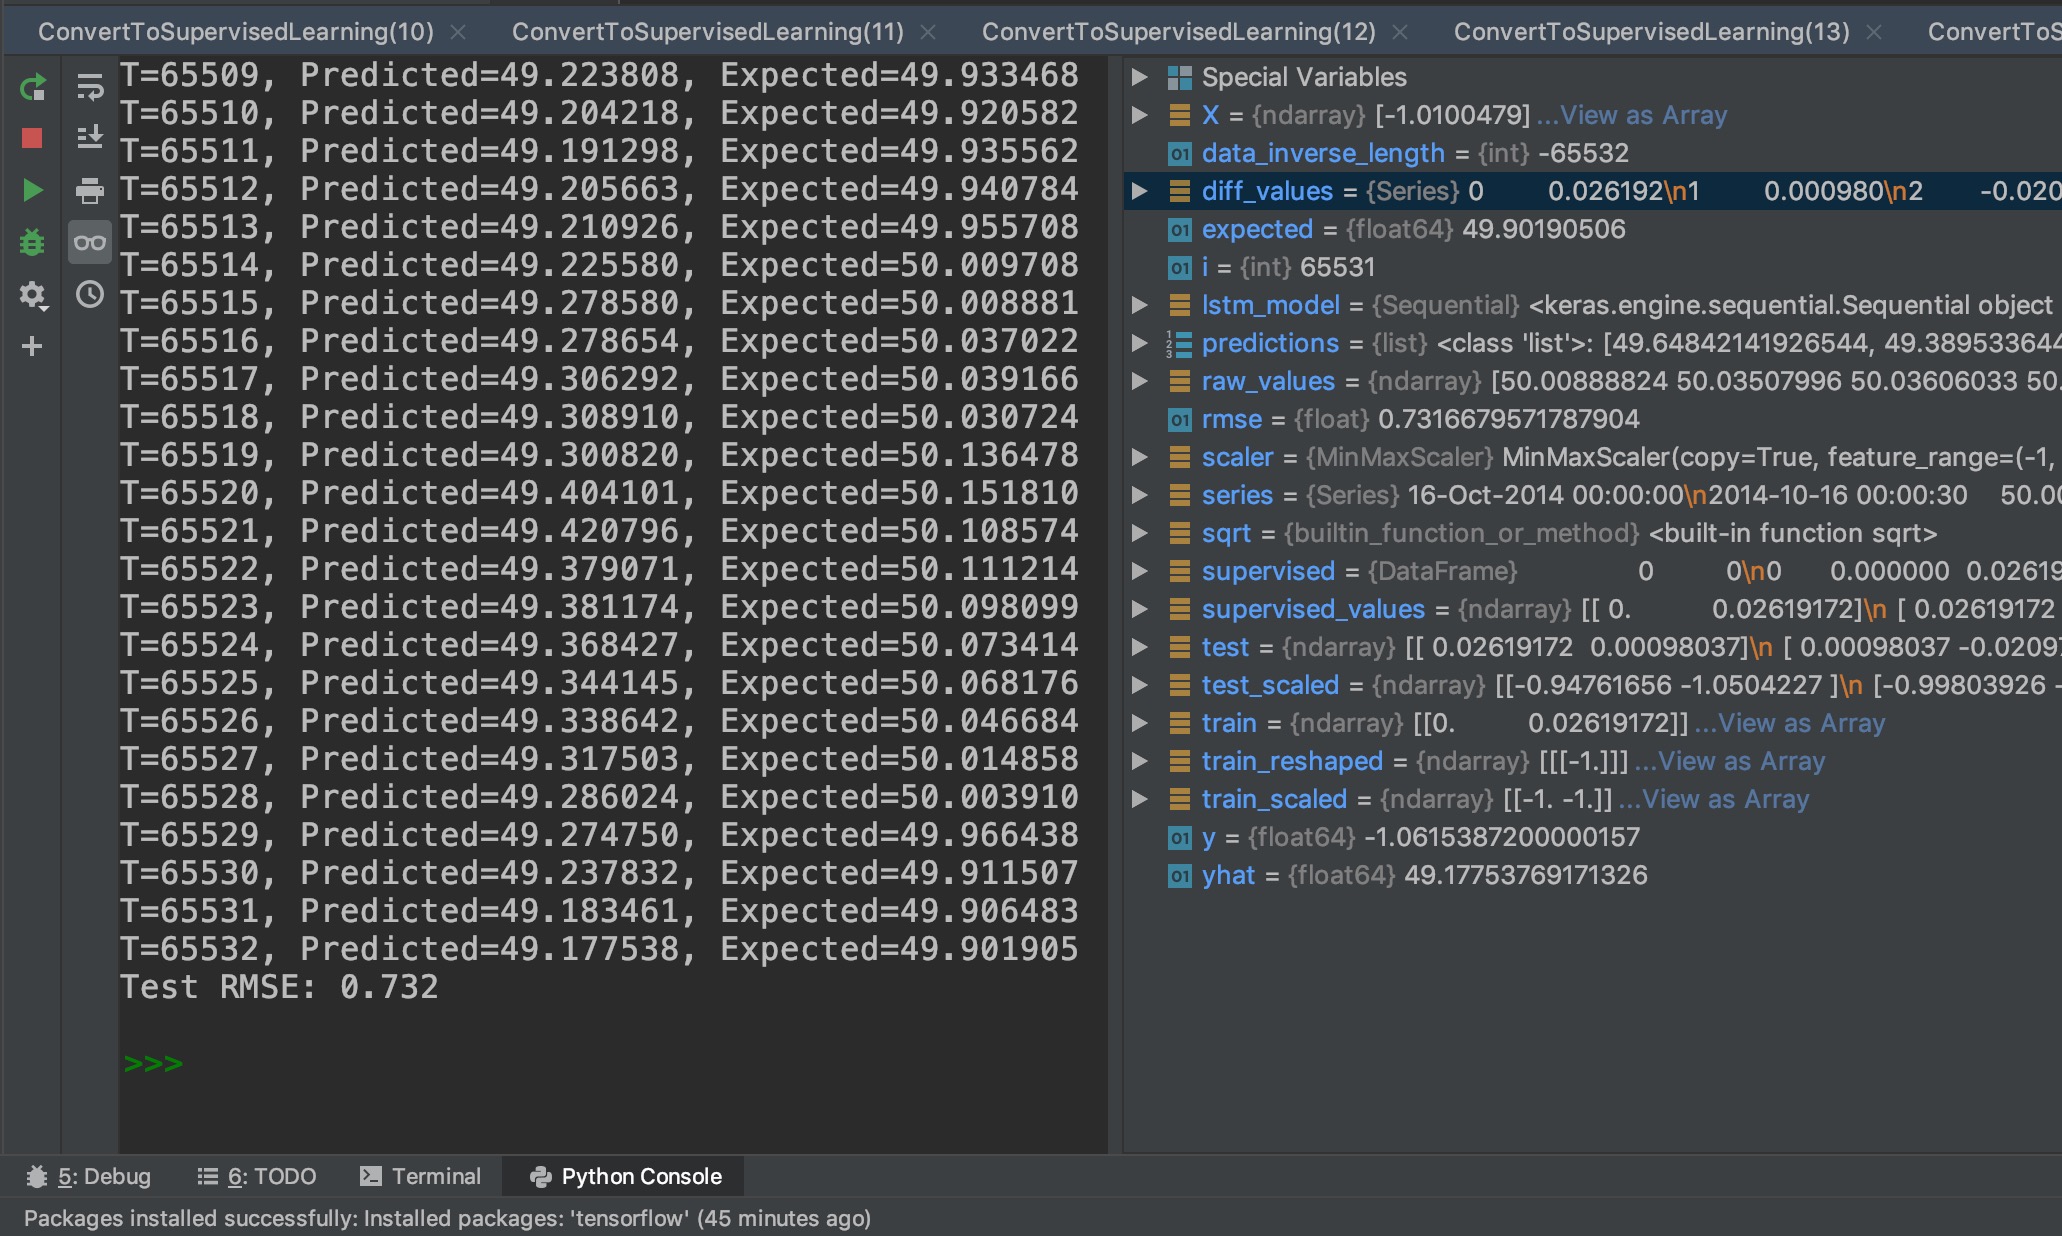 ConvertToSupervisedLearning(10) ConvertToSupervisedLearning(11) ConvertToSupervisedLearning(12) ConvertToSupervisedLearning(13) ConvertToS
T=65509, Predicted=49.223808, Expected=49.933468
T=65510, Predicted=49.204218, Expected=49.920582
T=65511, Predicted=49.191298, Expected=49.935562
T=65512, Predicted=49.205663, Expected=49.940784
T=65513, Predicted=49.210926, Expected=49.955708
T=65514, Predicted=49.225580, Expected=50.009708
T=65515, Predicted=49.278580, Expected=50.008881
T=65516, Predicted=49.278654, Expected=50.037022
T=65517, Predicted=49.306292, Expected=50.039166
T=65518, Predicted=49.308910, Expected=50.030724
T=65519, Predicted=49.300820, Expected=50.136478
T=65520, Predicted=49.404101, Expected=50.151810
T=65521, Predicted=49.420796, Expected=50.108574
T=65522, Predicted=49.379071, Expected=50.111214
T=65523, Predicted=49.381174, Expected=50.098099
T=65524, Predicted=49.368427, Expected=50.073414
T=65525, Predicted=49.344145, Expected=50.068176
T=65526, Predicted=49.338642, Expected=50.046684
T=65527, Predicted=49.317503, Expected=50.014858
T=65528, Predicted=49.286024, Expected=50.003910
T=65529, Predicted=49.274750, Expected=49.966438
T=65530, Predicted=49.237832, Expected=49.911507
T=65531, Predicted=49.183461, Expected=49.906483
T=65532, Predicted=49.177538, Expected=49.901905
Test RMSE: 0.732
>>>
Special Variables
X = {ndarray} [-1.0100479] ...View as Array
data_inverse_length = {int} -65532
diff_values = {Series} 0 0.026192\n1 0.000980\n2 -0.020
expected = {float64} 49.90190506
i = {int} 65531
lstm_model = {Sequential} <keras.engine.sequential.Sequential object
predictions = {list} <class 'list'>: [49.64842141926544, 49.389533644
raw_values = {ndarray} [50.00888824 50.03507996 50.03606033 50.
rmse = {float} 0.7316679571787904
scaler = {MinMaxScaler} MinMaxScaler(copy=True, feature_range=(-1,
series = {Series} 16-Oct-2014 00:00:00\n2014-10-16 00:00:30 50.00
sqrt = {builtin_function_or_method} <built-in function sqrt>
supervised = {DataFrame} 0 0\n0 0.000000 0.02619
supervised_values = {ndarray} [[ 0. 0.02619172]\n [ 0.02619172
test = {ndarray} [[ 0.02619172 0.00098037]\n [ 0.00098037 -0.0209
test_scaled = {ndarray} [[-0.94761656 -1.0504227 ]\n [-0.99803926 -
train = {ndarray} [[0. 0.02619172]] ...View as Array
train_reshaped = {ndarray} [[[-1.]]] ...View as Array
train_scaled = {ndarray} [[-1. -1.]] ...View as Array
y = {float64} -1.0615387200000157
yhat = {float64} 49.17753769171326
5: Debug 6: TODO Terminal Python Console
Packages installed successfully: Installed packages: 'tensorflow' (45 minutes ago)